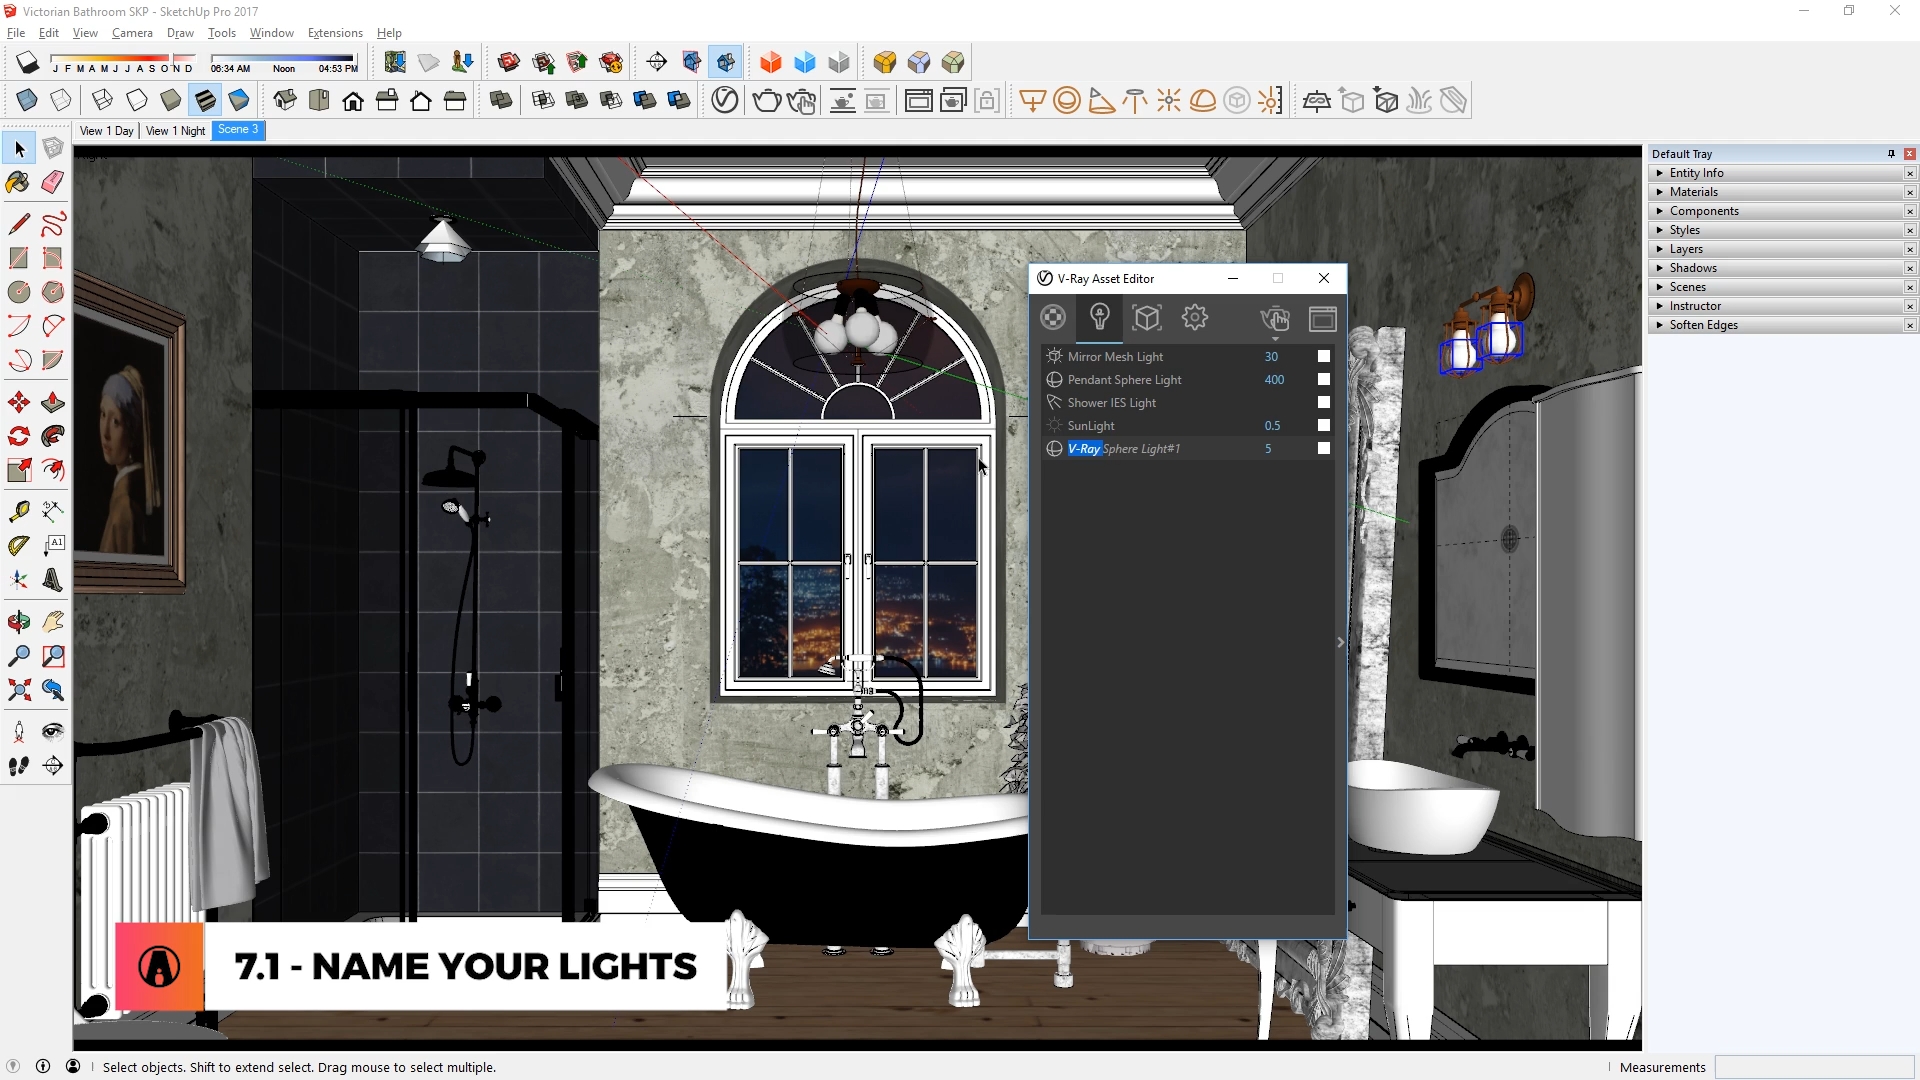 Victorian Bathroom SKP - SketchUp Pro 2017
File Edit View Camera Draw Tools Window Extensions Help
J F M A M J J A S O N D
06:34 AM Noon 04:53 PM
View 1 Day View 1 Night Scene 3
Default Tray
Entity Info
Materials
Components
Styles
Layers
Shadows
Scenes
Instructor
Soften Edges
V-Ray Asset Editor
Mirror Mesh Light 30
Pendant Sphere Light 400
Shower IES Light
SunLight 0.5
V-Ray Sphere Light#1 5
A1
7.1 - NAME YOUR LIGHTS
Select objects. Shift to extend select. Drag mouse to select multiple.
Measurements